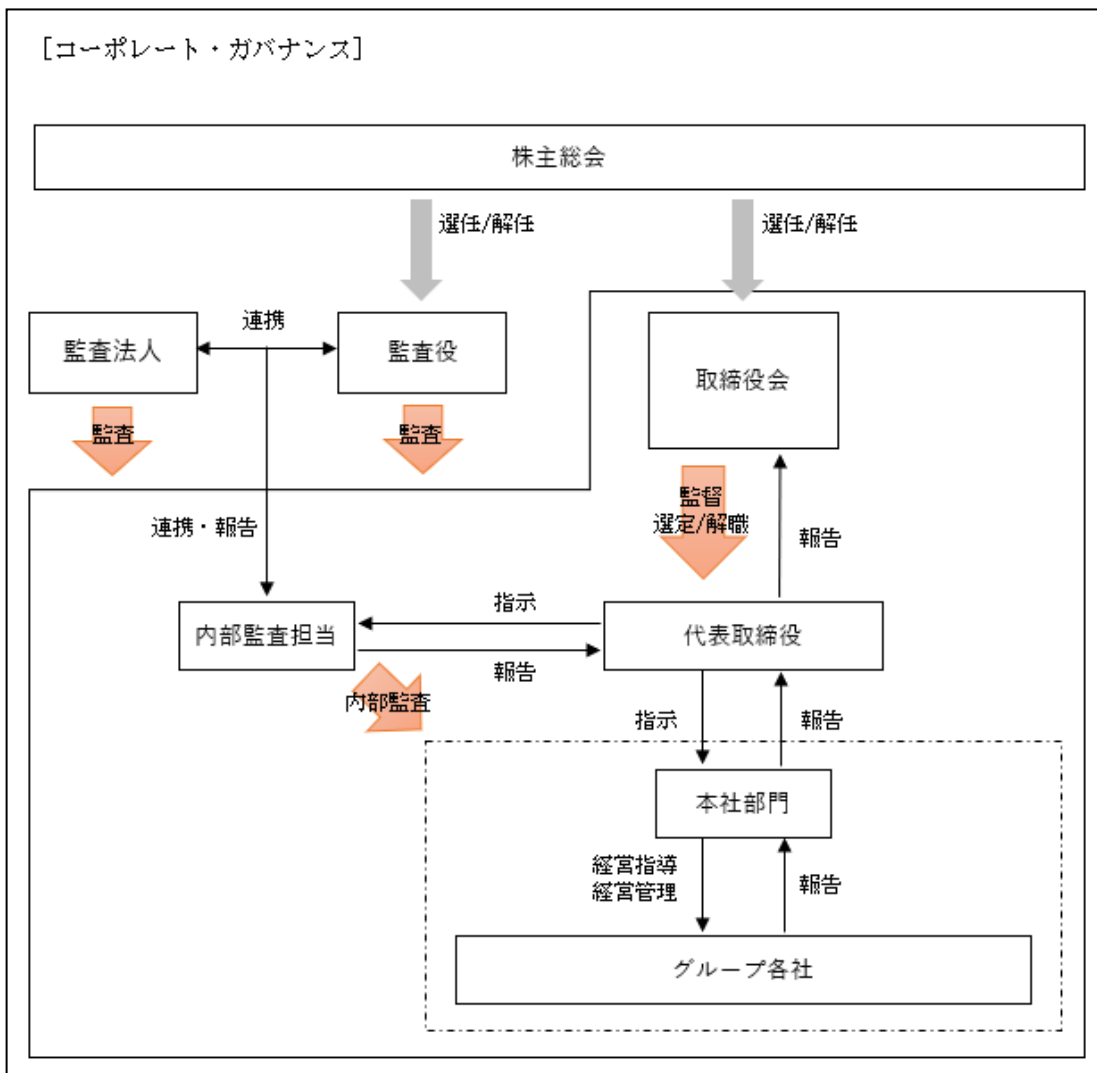 [コーポレート・ガバナンス]
株主総会
選任/解任
選任/解任
監査法人
連携
監査役
取締役会
監査
監査
監督
選定/解職
連携・報告
報告
内部監査担当
指示
報告
代表取締役
内部監査
指示
報告
本社部門
経営指導
経営管理
報告
グループ各社